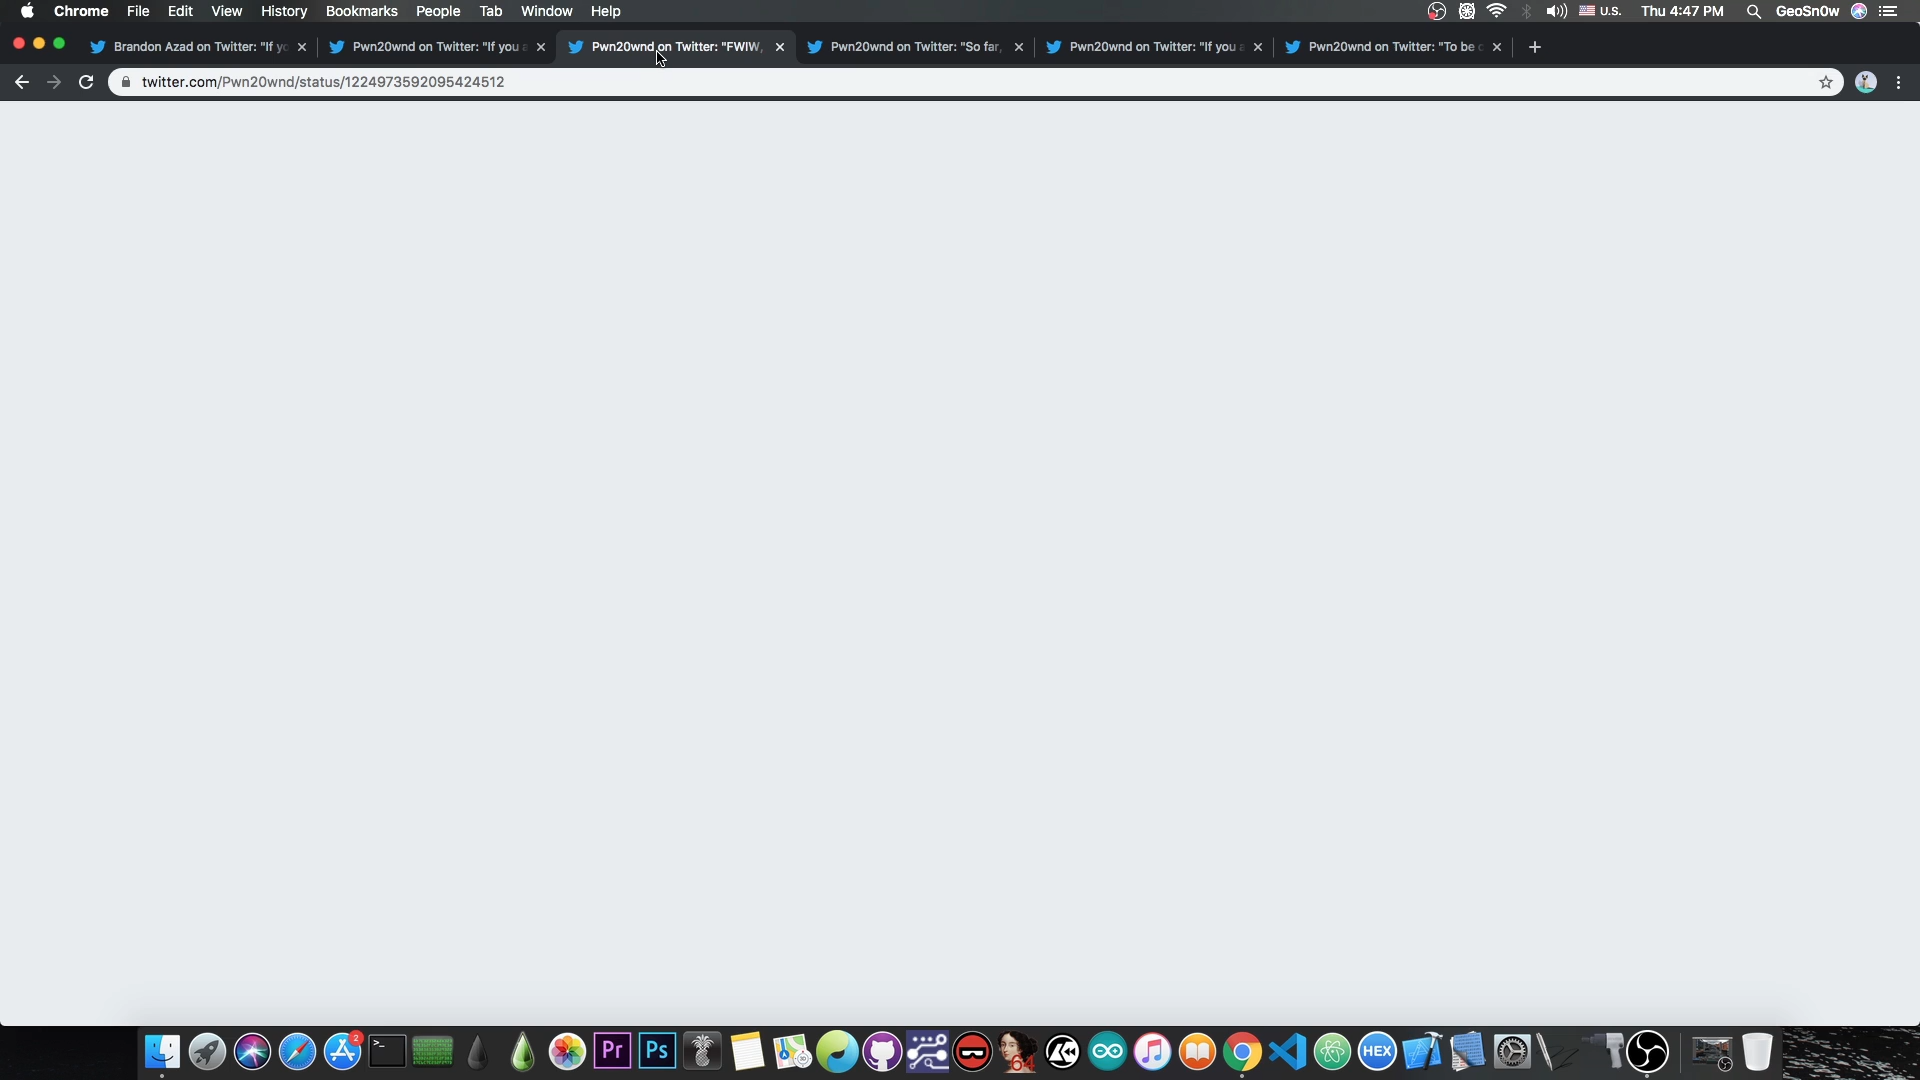 Chrome File Edit View History Bookmarks People Tab Window Help U.S. Thu 4:47 PM GeoSn0w
Brandon Azad on Twitter: "If yo Pwn20wnd on Twitter: "If you a Pwn20wnd on Twitter: "FWIW, Pwn20wnd on Twitter: "So far, Pwn20wnd on Twitter: "If you a Pwn20wnd on Twitter: "To be c
twitter.com/Pwn20wnd/status/1224973592095424512
2
Pr Ps 64 HEX